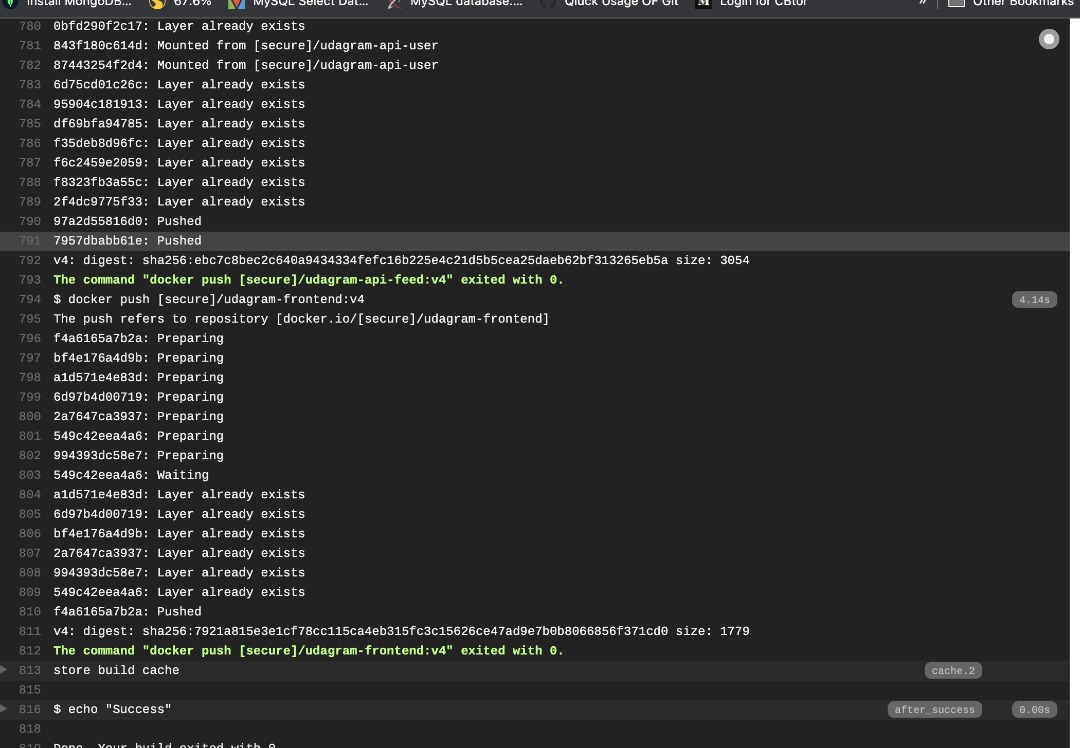 Install MongoDB... 67.6% MySQL Select Dat... MySQL database.... Qiuck Usage OF Git M Login for CBtor » Other Bookmarks
780 0bfd290f2c17: Layer already exists
781 843f180c614d: Mounted from [secure]/udagram-api-user
782 87443254f2d4: Mounted from [secure]/udagram-api-user
783 6d75cd01c26c: Layer already exists
784 95904c181913: Layer already exists
785 df69bfa94785: Layer already exists
786 f35deb8d96fc: Layer already exists
787 f6c2459e2059: Layer already exists
788 f8323fb3a55c: Layer already exists
789 2f4dc9775f33: Layer already exists
790 97a2d55816d0: Pushed
791 7957dbabb61e: Pushed
792 v4: digest: sha256:ebc7c8bec2c640a9434334fefc16b225e4c21d5b5cea25daeb62bf313265eb5a size: 3054
793 The command "docker push [secure]/udagram-api-feed:v4" exited with 0.
794 $ docker push [secure]/udagram-frontend:v4 4.14s
795 The push refers to repository [docker.io/[secure]/udagram-frontend]
796 f4a6165a7b2a: Preparing
797 bf4e176a4d9b: Preparing
798 a1d571e4e83d: Preparing
799 6d97b4d00719: Preparing
800 2a7647ca3937: Preparing
801 549c42eea4a6: Preparing
802 994393dc58e7: Preparing
803 549c42eea4a6: Waiting
804 a1d571e4e83d: Layer already exists
805 6d97b4d00719: Layer already exists
806 bf4e176a4d9b: Layer already exists
807 2a7647ca3937: Layer already exists
808 994393dc58e7: Layer already exists
809 549c42eea4a6: Layer already exists
810 f4a6165a7b2a: Pushed
811 v4: digest: sha256:7921a815e3e1cf78cc115ca4eb315fc3c15626ce47ad9e7b0b8066856f371cd0 size: 1779
812 The command "docker push [secure]/udagram-frontend:v4" exited with 0.
813 store build cache cache.2
815
816 $ echo "Success" after_success 0.00s
818
819 Done. Your build exited with 0.